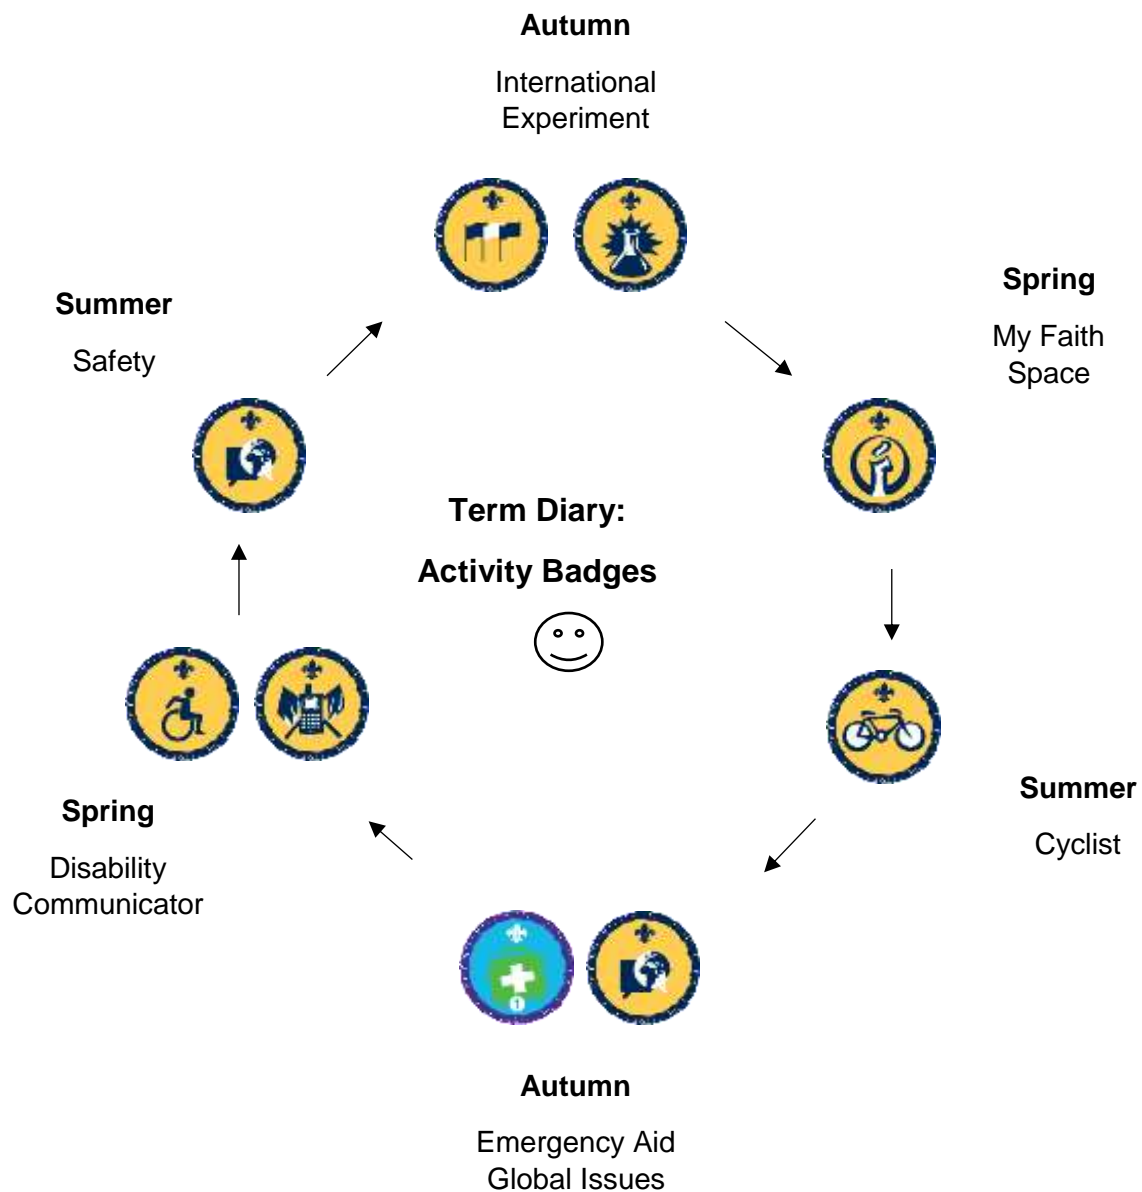 Autumn
International
Experiment
Spring
My Faith
Space
Summer
Safety
Term Diary:
Activity Badges
Summer
Cyclist
Spring
Disability
Communicator
1
Autumn
Emergency Aid
Global Issues